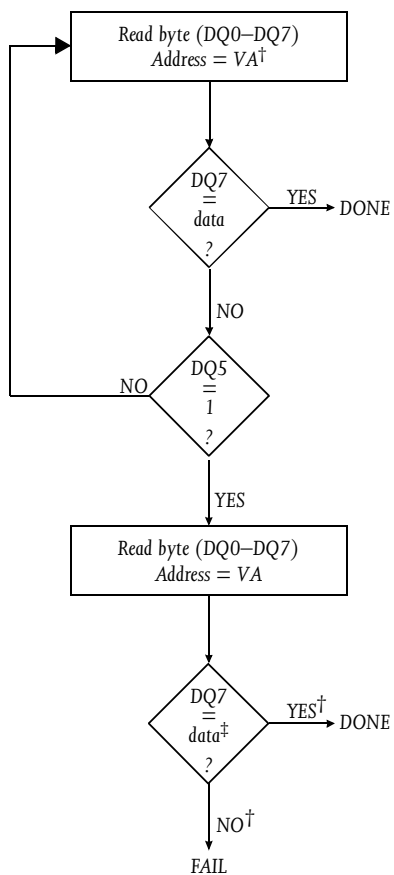 Read byte (DQ0–DQ7)
Address = VA†
DQ7
=
data
?
YES
DONE
NO
DQ5
=
1
?
NO
YES
Read byte (DQ0–DQ7)
Address = VA
DQ7
=
data‡
?
YES†
DONE
NO†
FAIL